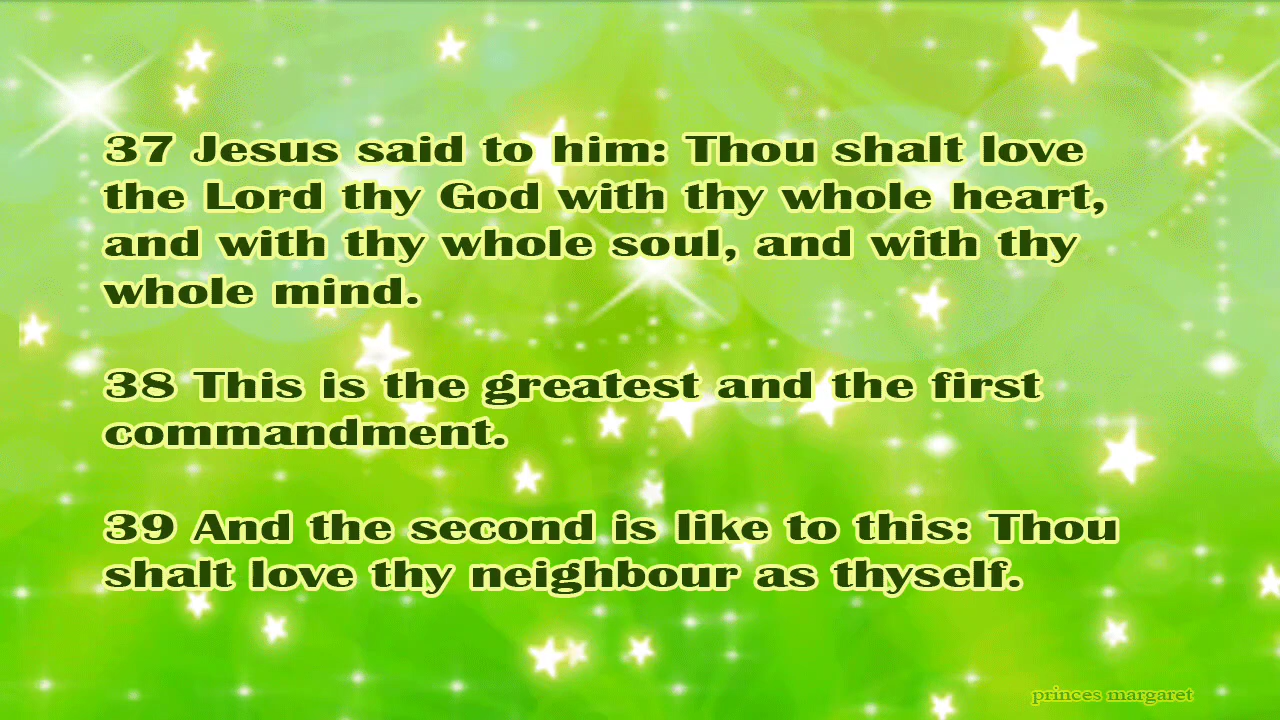 37 Jesus said to him: Thou shalt love
the Lord thy God with thy whole heart,
and with thy whole soul, and with thy
whole mind.
38 This is the greatest and the first
commandment.
39 And the second is like to this: Thou
shalt love thy neighbour as thyself.
princes margaret